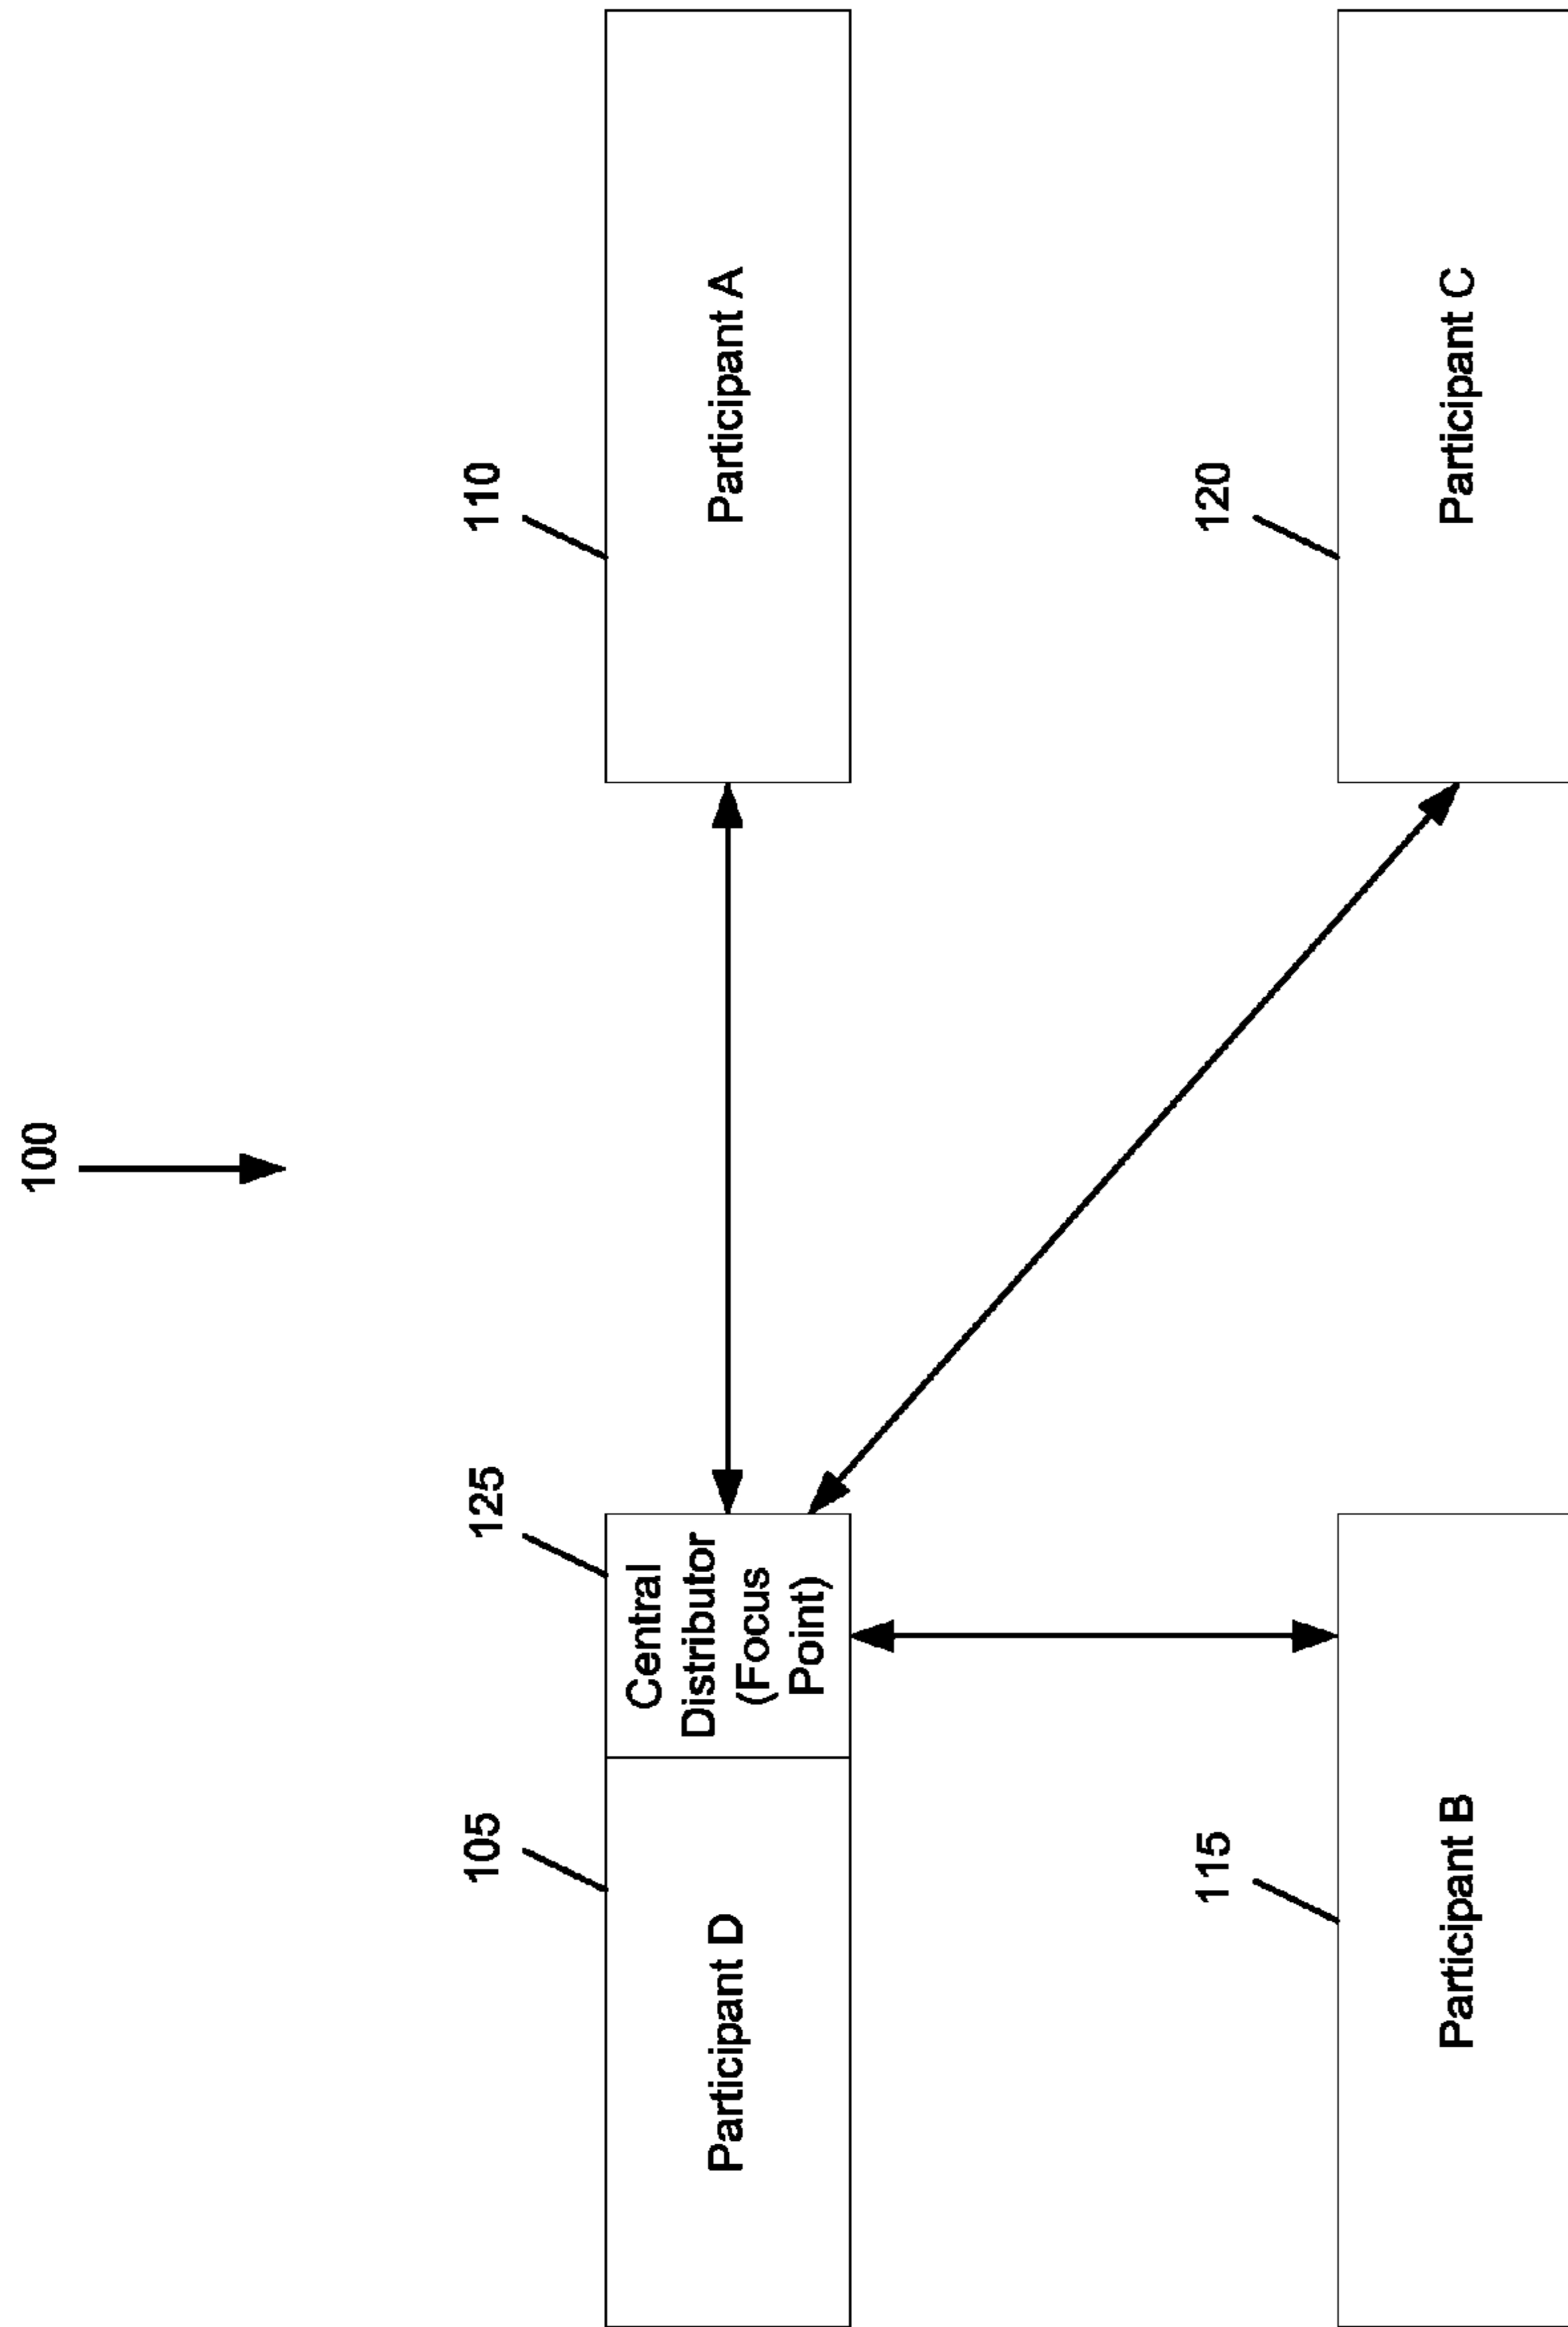 100
105
125
110
Participant D
Central
Distributor
(Focus
Point)
Participant A
115
120
Participant B
Participant C